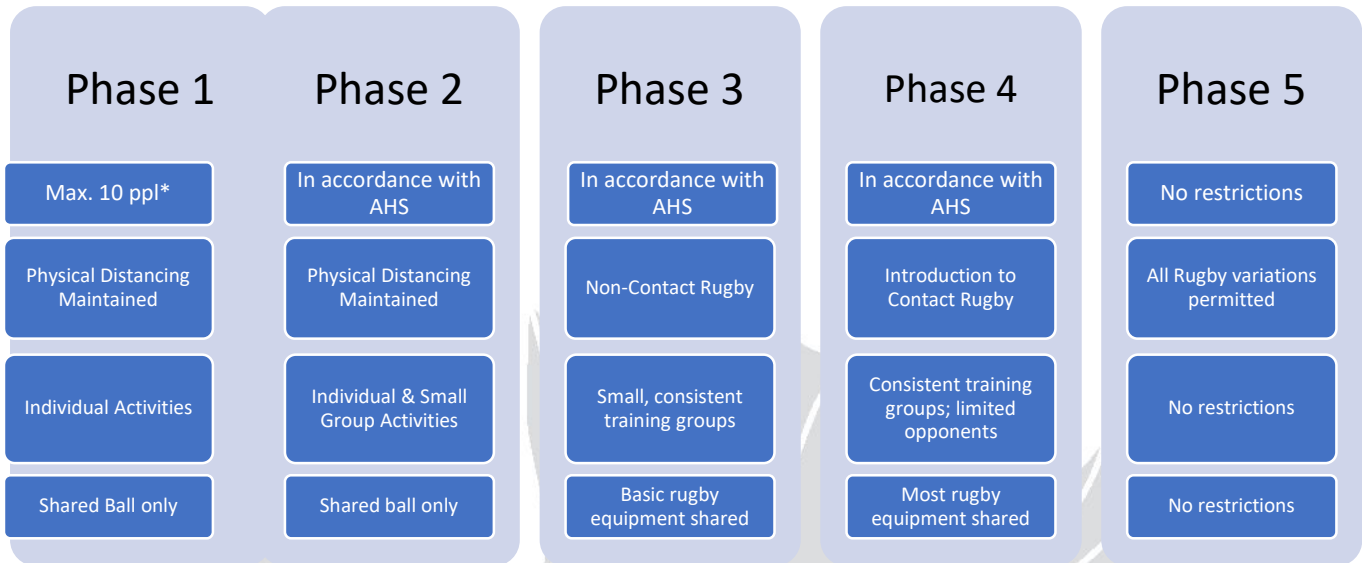 Phase 1
Max. 10 ppl*
Physical Distancing
Maintained
Individual Activities
Shared Ball only
Phase 2
In accordance with
AHS
Physical Distancing
Maintained
Individual & Small
Group Activities
Shared ball only
Phase 3
In accordance with
AHS
Non-Contact Rugby
Small, consistent
training groups
Basic rugby
equipment shared
Phase 4
In accordance with
AHS
Introduction to
Contact Rugby
Consistent training
groups; limited
opponents
Most rugby
equipment shared
Phase 5
No restrictions
All Rugby variations
permitted
No restrictions
No restrictions